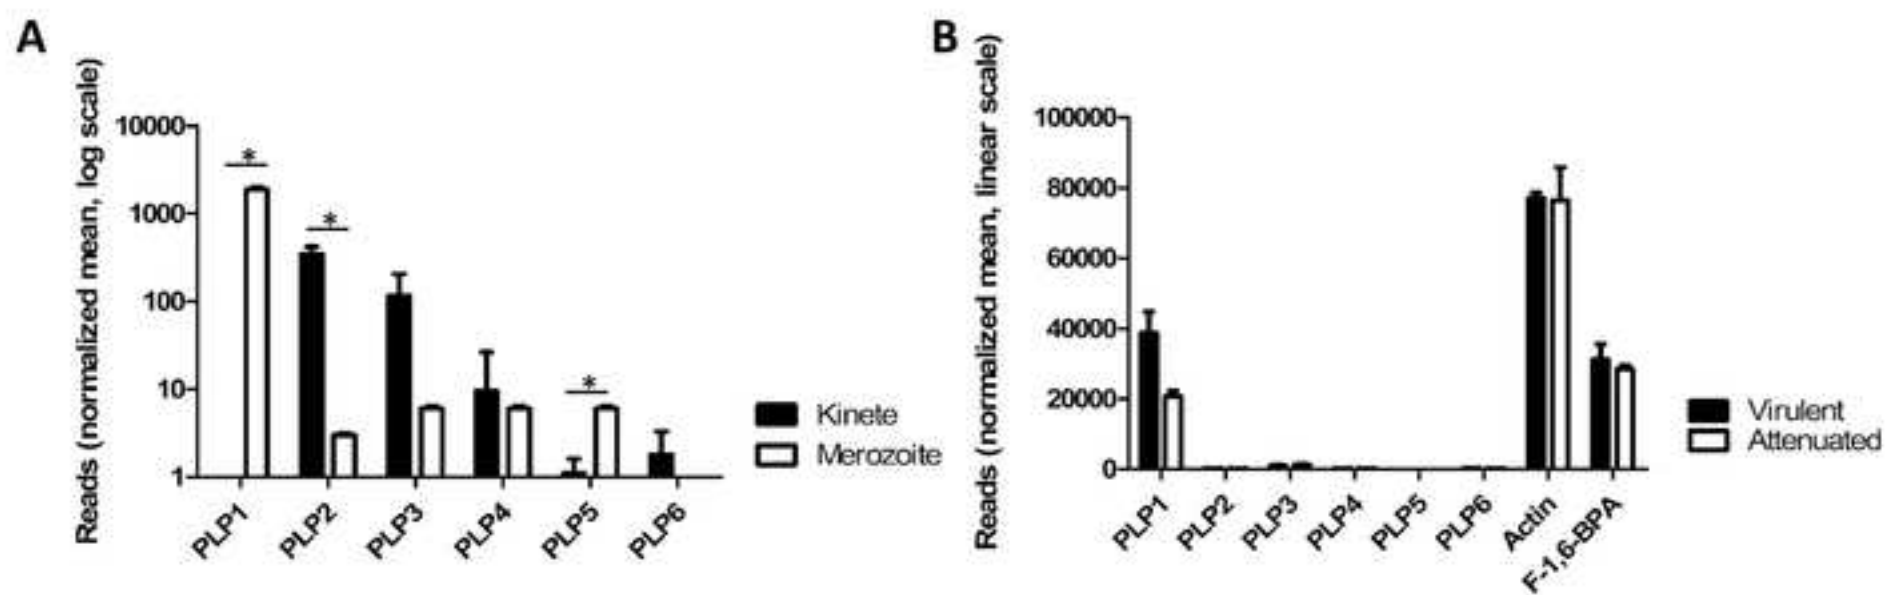 A
Reads (normalized mean, log scale)
10000
1000
100
10
1
*
*
*
PLP1
PLP2
PLP3
PLP4
PLP5
PLP6
Kinete
Merozoite
B
Reads (normalized mean, linear scale)
100000
80000
60000
40000
20000
0
PLP1
PLP2
PLP3
PLP4
PLP5
PLP6
Actin
F-1,6-BPA
Virulent
Attenuated